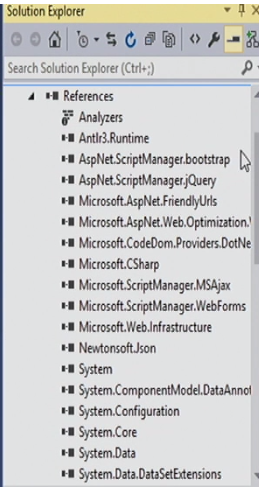 Solution Explorer
Search Solution Explorer (Ctrl+;)
References
Analyzers
Antlr3.Runtime
AspNet.ScriptManager.bootstrap
AspNet.ScriptManager.jQuery
Microsoft.AspNet.FriendlyUrls
Microsoft.AspNet.Web.Optimization.
Microsoft.CodeDom.Providers.DotNe
Microsoft.CSharp
Microsoft.ScriptManager.MSAjax
Microsoft.ScriptManager.WebForms
Microsoft.Web.Infrastructure
Newtonsoft.Json
System
System.ComponentModel.DataAnnot
System.Configuration
System.Core
System.Data
System.Data.DataSetExtensions